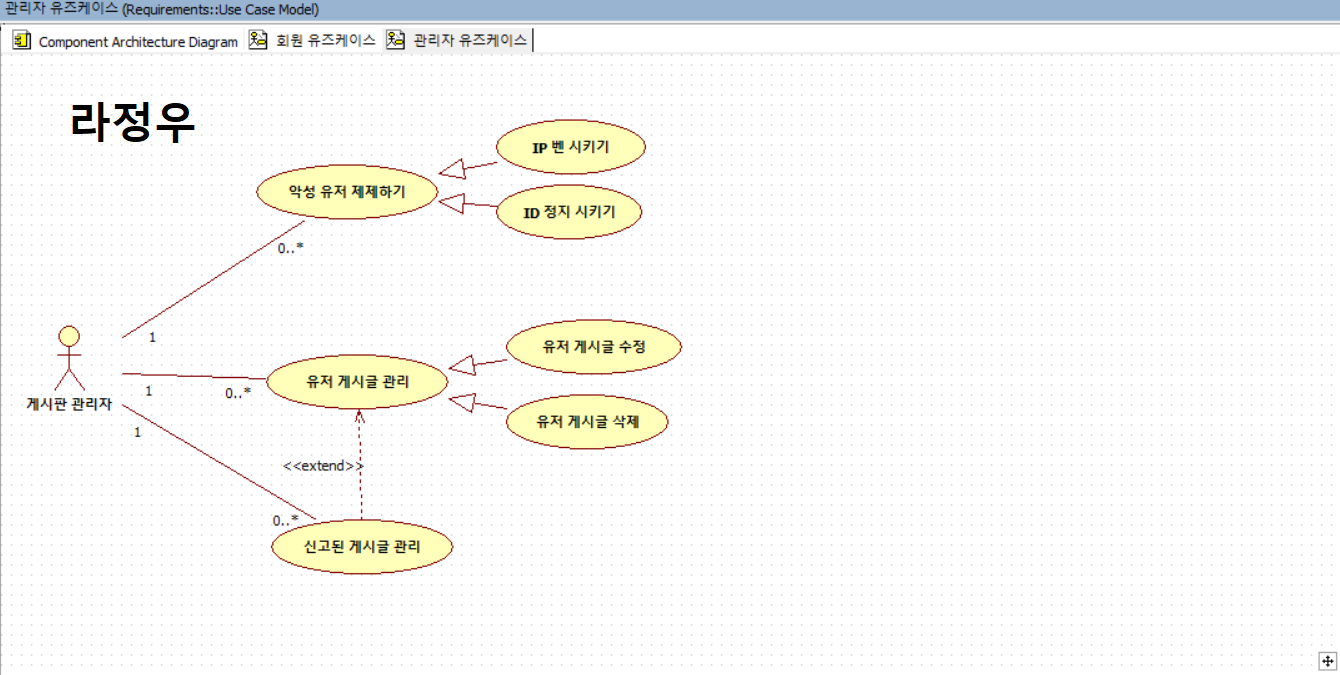 관리자 유즈케이스 (Requirements::Use Case Model)
Component Architecture Diagram 회원 유즈케이스 관리자 유즈케이스
라정우
IP 벤 시키기
악성 유저 제제하기
ID 정지 시키기
0..*
1
유저 게시글 수정
유저 게시글 관리
1
0..*
게시판 관리자
유저 게시글 삭제
1
<<extend>>
0..*
신고된 게시글 관리